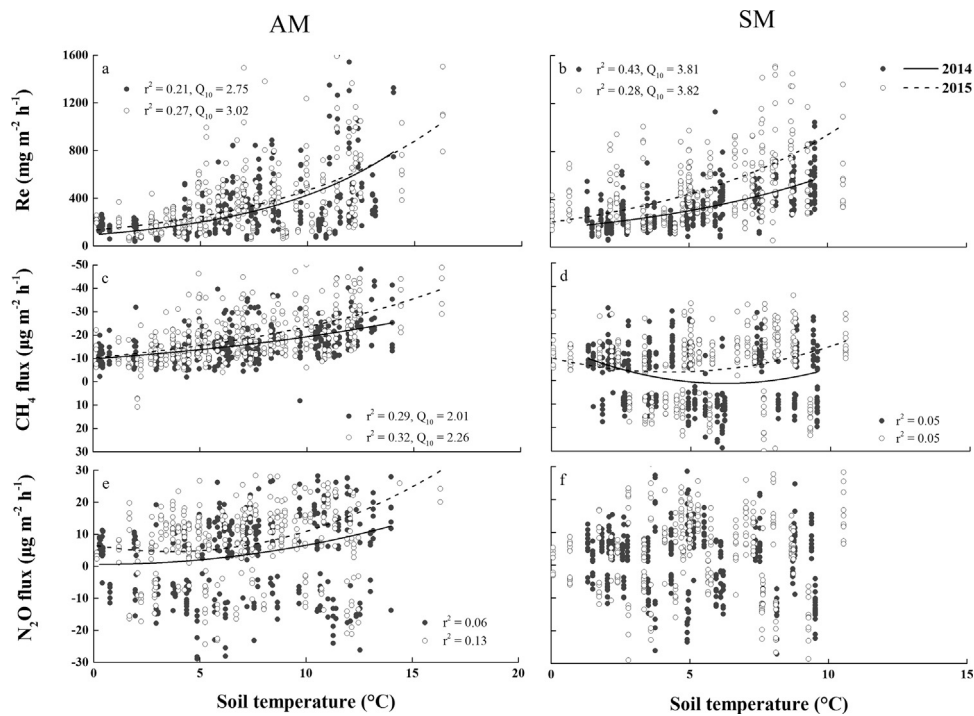 AM
SM
Re (mg m⁻² h⁻¹)
1600
1200
800
400
0
a
r² = 0.21, Q₁₀ = 2.75
r² = 0.27, Q₁₀ = 3.02
b
r² = 0.43, Q₁₀ = 3.81
r² = 0.28, Q₁₀ = 3.82
2014
2015
CH₄ flux (µg m⁻² h⁻¹)
-50
-40
-30
-20
-10
0
10
20
30
c
r² = 0.29, Q₁₀ = 2.01
r² = 0.32, Q₁₀ = 2.26
d
r² = 0.05
r² = 0.05
N₂O flux (µg m⁻² h⁻¹)
30
20
10
0
-10
-20
-30
e
r² = 0.06
r² = 0.13
f
0 5 10 15 20
0 5 10 15
Soil temperature (°C)
Soil temperature (°C)